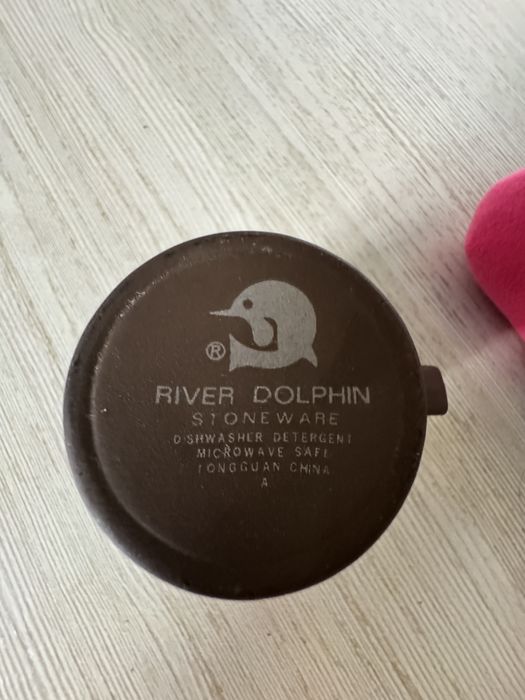 ®
RIVER DOLPHIN
STONEWARE
DISHWASHER DETERGENT
MICROWAVE SAFE
TONGGUAN CHINA
A